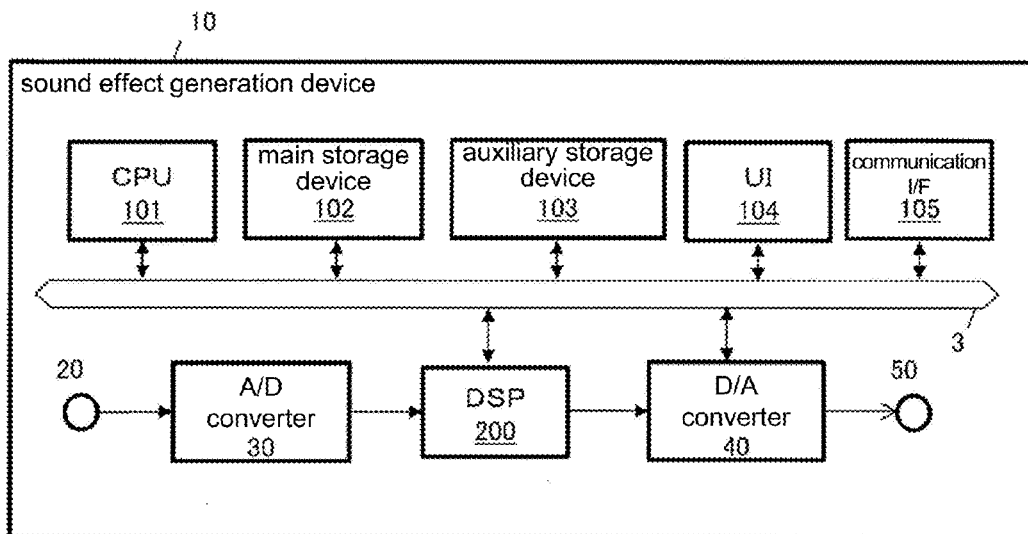 10
sound effect generation device
CPU
101
main storage
device
102
auxiliary storage
device
103
UI
104
communication
I/F
105
3
20
A/D
converter
30
DSP
200
D/A
converter
40
50